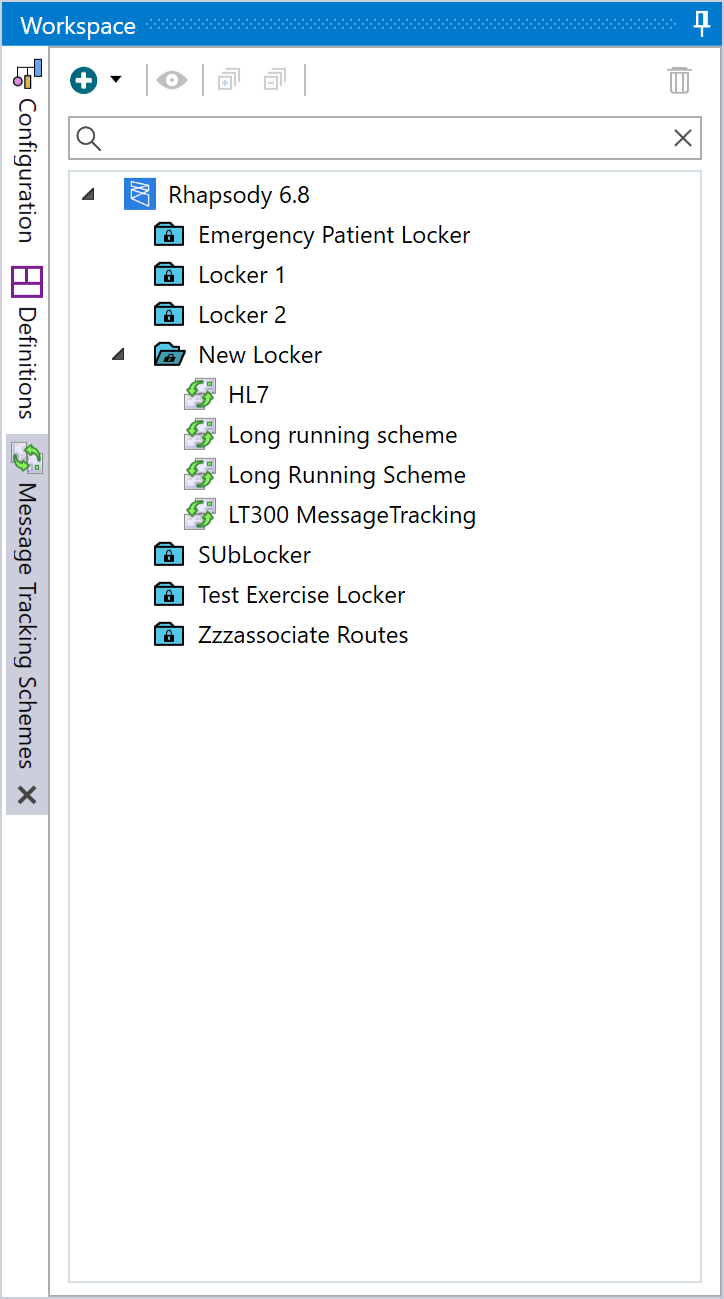 Workspace
Configuration
Definitions
Message Tracking Schemes
Rhapsody 6.8
Emergency Patient Locker
Locker 1
Locker 2
New Locker
HL7
Long running scheme
Long Running Scheme
LT300 MessageTracking
SUbLocker
Test Exercise Locker
Zzzassociate Routes